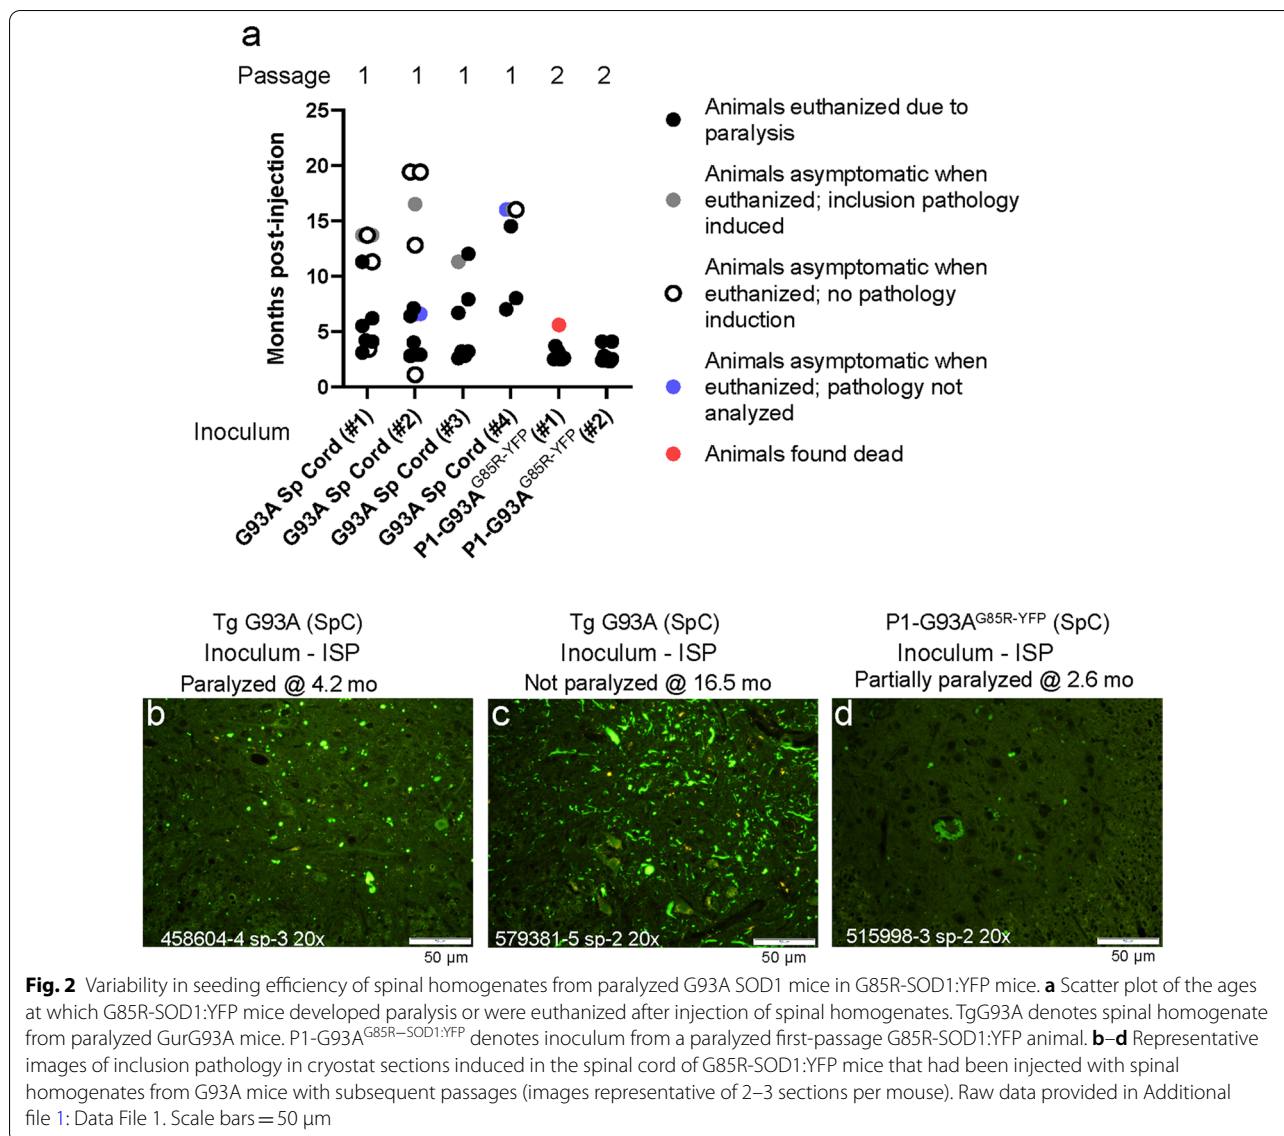 a
Passage 1 1 1 1 2 2
25
20
15
10
5
0
Months post-injection
Inoculum
G93A Sp Cord (#1)
G93A Sp Cord (#2)
G93A Sp Cord (#3)
G93A Sp Cord (#4)
P1-G93A^G85R-YFP (#1)
P1-G93A^G85R-YFP (#2)
Animals euthanized due to
paralysis
Animals asymptomatic when
euthanized; inclusion pathology
induced
Animals asymptomatic when
euthanized; no pathology
induction
Animals asymptomatic when
euthanized; pathology not
analyzed
Animals found dead
Tg G93A (SpC)
Inoculum - ISP
Paralyzed @ 4.2 mo
b
458604-4 sp-3 20x
50 µm
Tg G93A (SpC)
Inoculum - ISP
Not paralyzed @ 16.5 mo
c
579381-5 sp-2 20x
50 µm
P1-G93A^G85R-YFP (SpC)
Inoculum - ISP
Partially paralyzed @ 2.6 mo
d
515998-3 sp-2 20x
50 µm
Fig. 2 Variability in seeding efficiency of spinal homogenates from paralyzed G93A SOD1 mice in G85R-SOD1:YFP mice. a Scatter plot of the ages
at which G85R-SOD1:YFP mice developed paralysis or were euthanized after injection of spinal homogenates. TgG93A denotes spinal homogenate
from paralyzed GurG93A mice. P1-G93A^G85R−SOD1:YFP denotes inoculum from a paralyzed first-passage G85R-SOD1:YFP animal. b–d Representative
images of inclusion pathology in cryostat sections induced in the spinal cord of G85R-SOD1:YFP mice that had been injected with spinal
homogenates from G93A mice with subsequent passages (images representative of 2–3 sections per mouse). Raw data provided in Additional
file 1: Data File 1. Scale bars = 50 µm